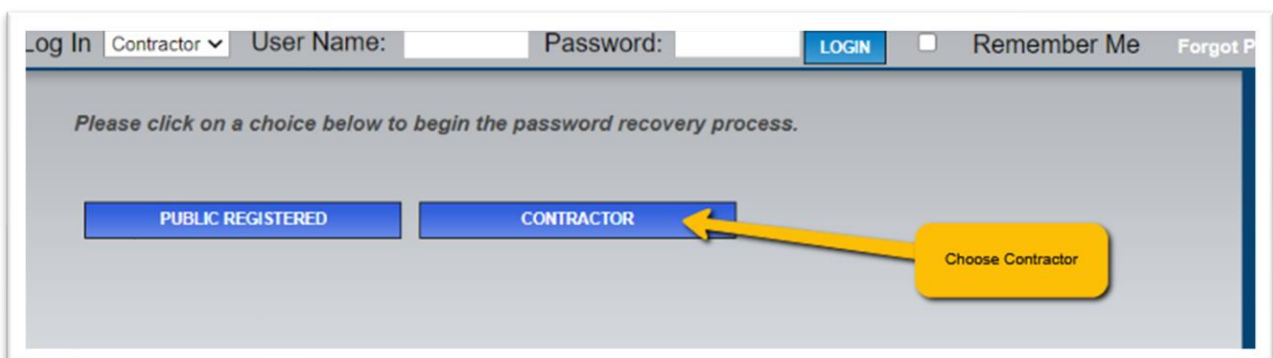 Log In Contractor User Name: Password: LOGIN Remember Me Forgot P
Please click on a choice below to begin the password recovery process.
PUBLIC REGISTERED CONTRACTOR
Choose Contractor